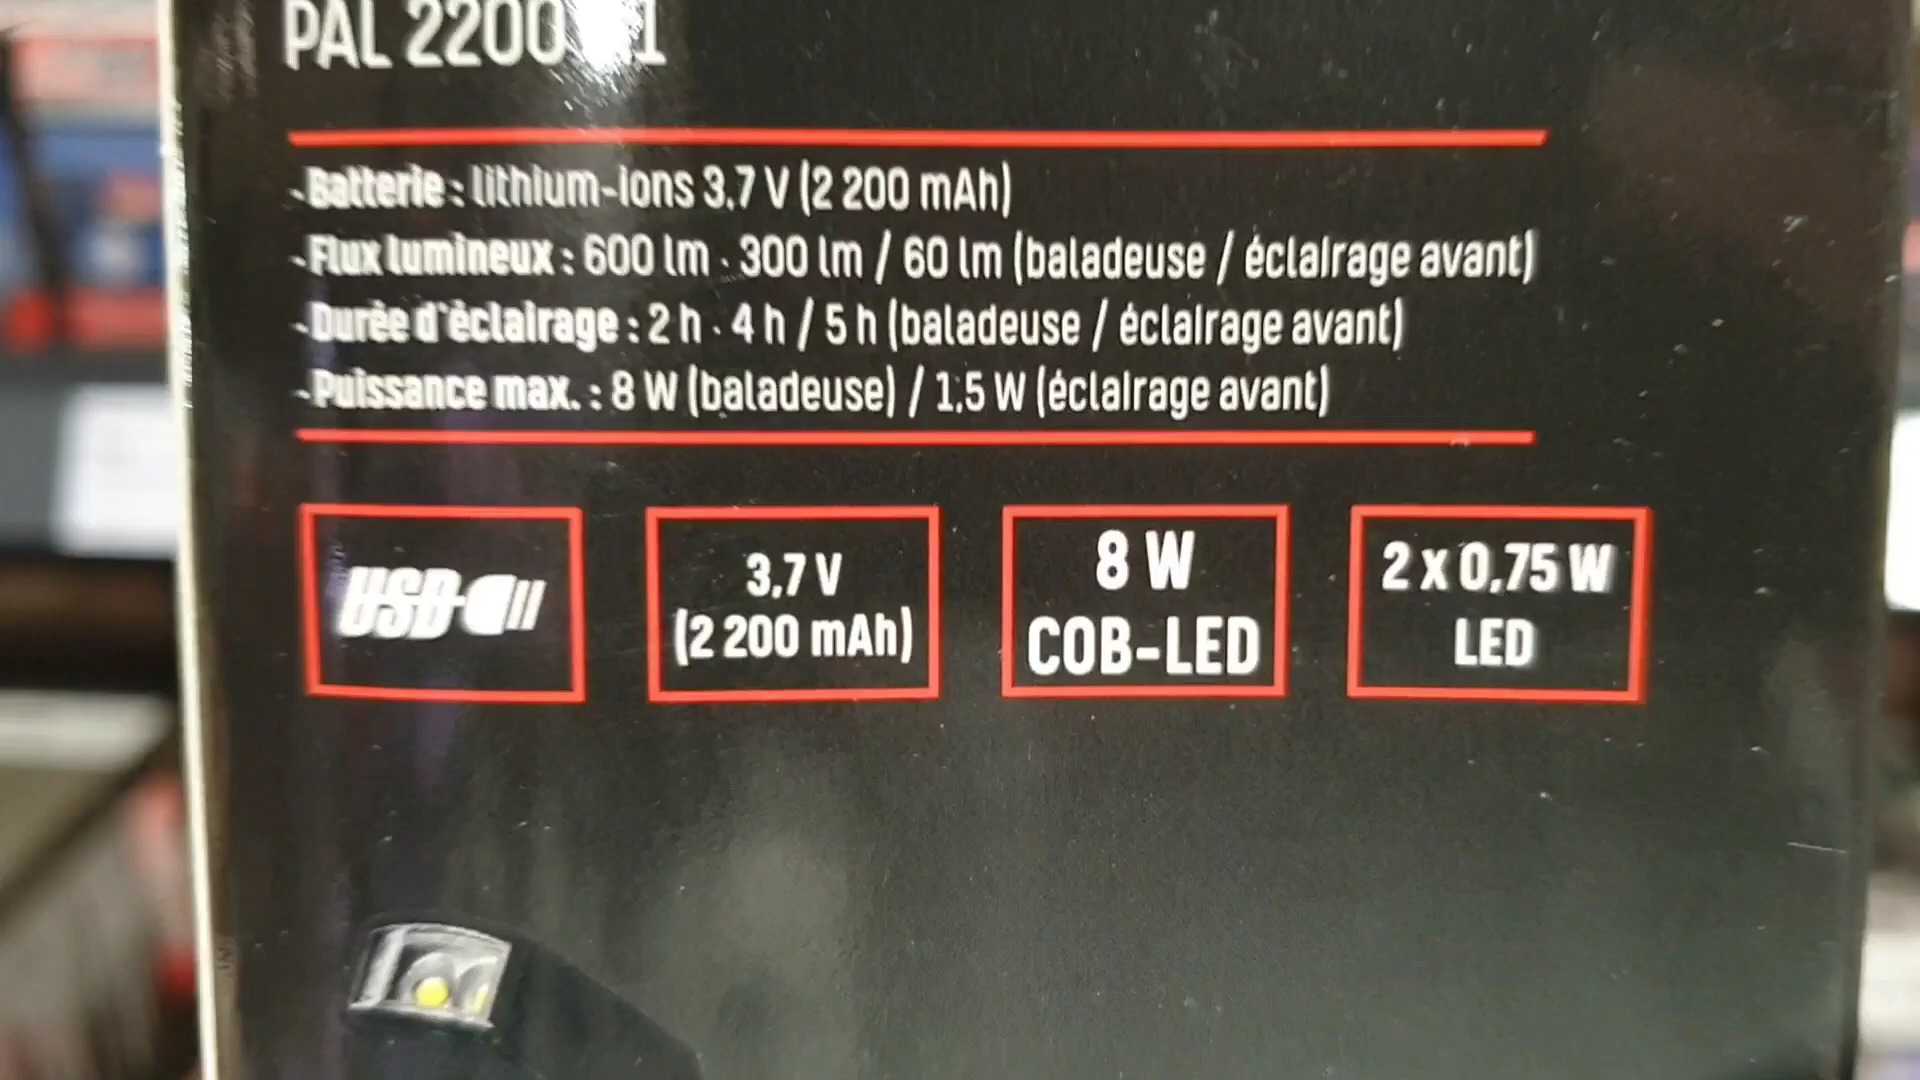 PAL 2200 1
- Batterie : lithium-ions 3,7 V (2 200 mAh)
- Flux lumineux : 600 lm - 300 lm / 60 lm (baladeuse / éclairage avant)
- Durée d'éclairage : 2 h - 4 h / 5 h (baladeuse / éclairage avant)
- Puissance max. : 8 W (baladeuse) / 1,5 W (éclairage avant)
USB
3,7 V
(2 200 mAh)
8 W
COB-LED
2 x 0,75 W
LED